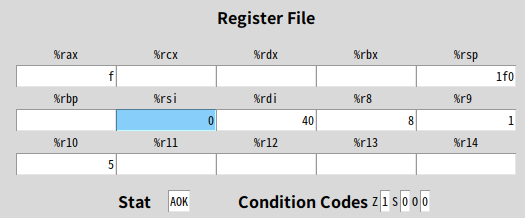 Register File
%rax %rcx %rdx %rbx %rsp
f 1f0
%rbp %rsi %rdi %r8 %r9
0 40 8 1
%r10 %r11 %r12 %r13 %r14
5
Stat AOK Condition Codes Z 1 S 0 O 0